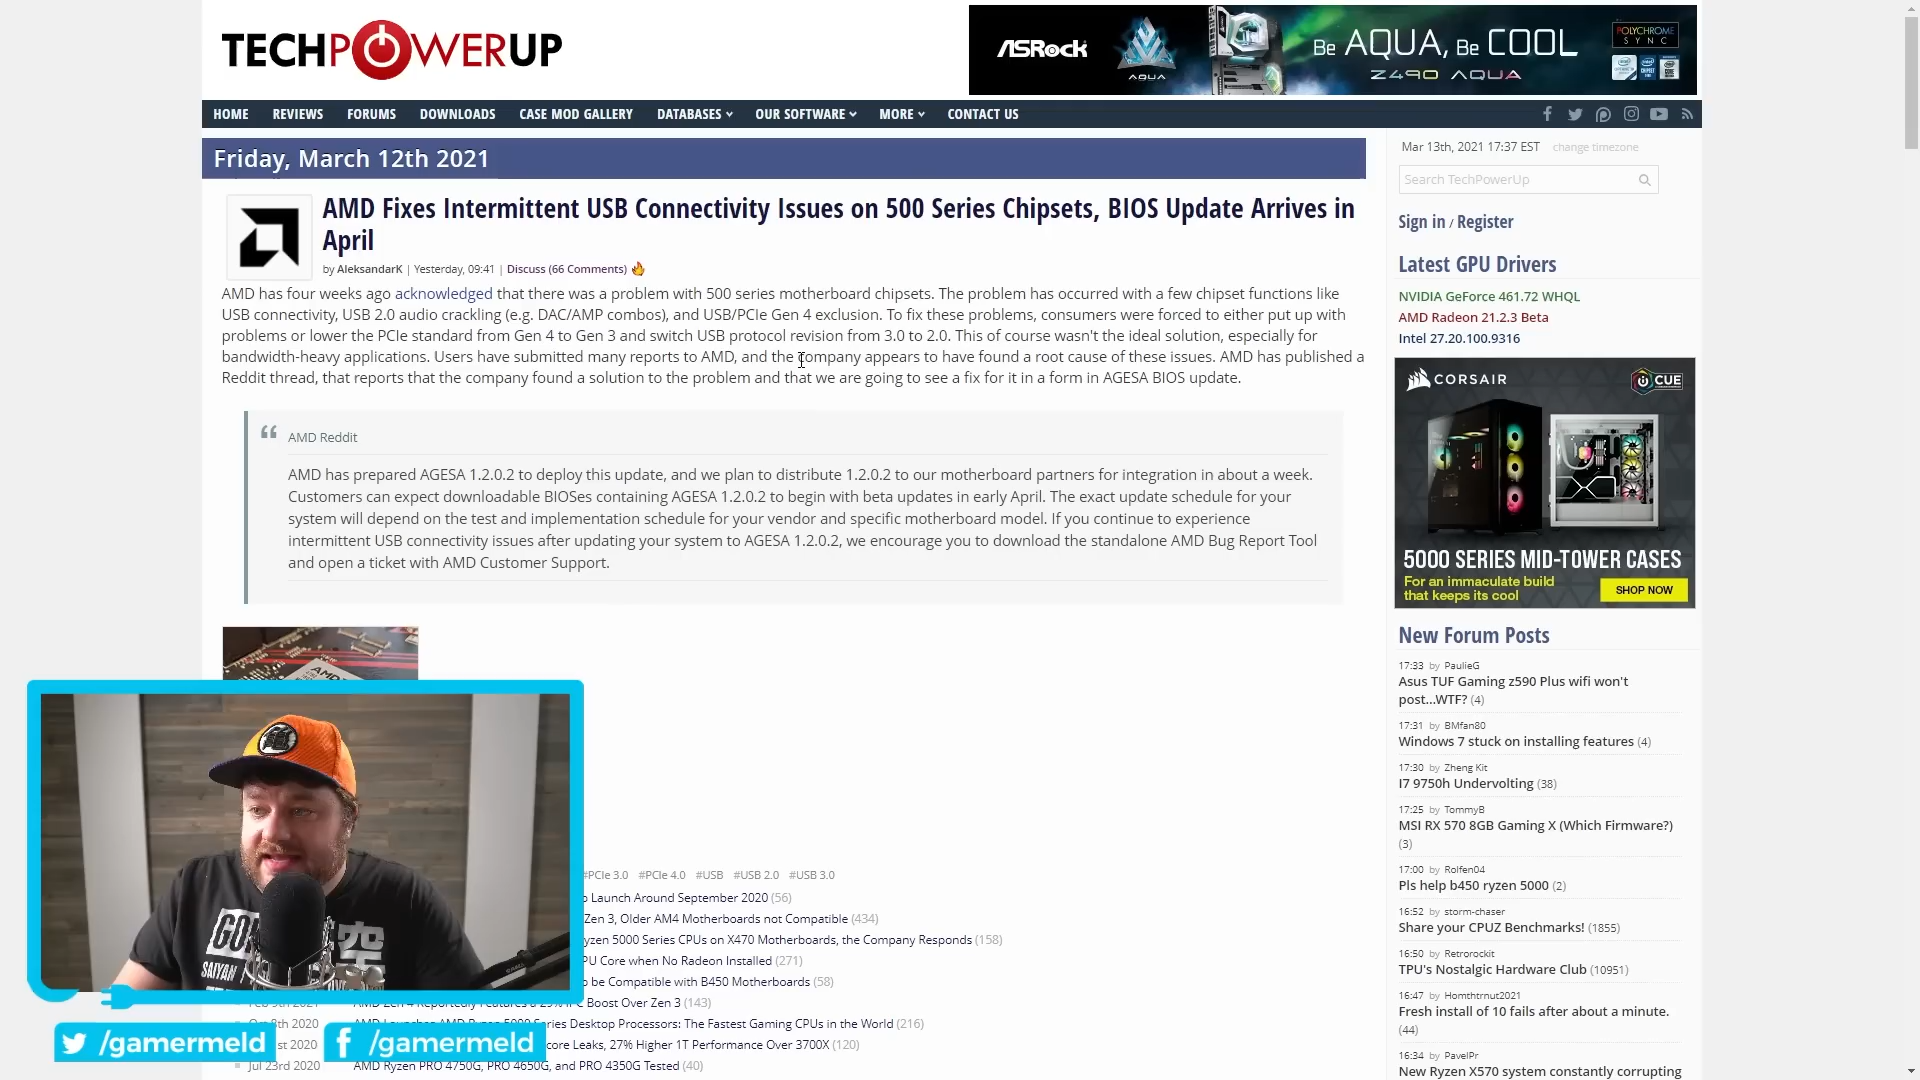 TECHPOWERUP
ASRock AQUA Be AQUA, Be COOL POLYCHROME SYNC
Z490 AQUA
HOME REVIEWS FORUMS DOWNLOADS CASE MOD GALLERY DATABASES OUR SOFTWARE MORE CONTACT US
Friday, March 12th 2021
AMD Fixes Intermittent USB Connectivity Issues on 500 Series Chipsets, BIOS Update Arrives in
April
by AleksandarK | Yesterday, 09:41 | Discuss (66 Comments)
AMD has four weeks ago acknowledged that there was a problem with 500 series motherboard chipsets. The problem has occurred with a few chipset functions like
USB connectivity, USB 2.0 audio crackling (e.g. DAC/AMP combos), and USB/PCIe Gen 4 exclusion. To fix these problems, consumers were forced to either put up with
problems or lower the PCIe standard from Gen 4 to Gen 3 and switch USB protocol revision from 3.0 to 2.0. This of course wasn't the ideal solution, especially for
bandwidth-heavy applications. Users have submitted many reports to AMD, and the company appears to have found a root cause of these issues. AMD has published a
Reddit thread, that reports that the company found a solution to the problem and that we are going to see a fix for it in a form in AGESA BIOS update.
“ AMD Reddit
AMD has prepared AGESA 1.2.0.2 to deploy this update, and we plan to distribute 1.2.0.2 to our motherboard partners for integration in about a week.
Customers can expect downloadable BIOSes containing AGESA 1.2.0.2 to begin with beta updates in early April. The exact update schedule for your
system will depend on the test and implementation schedule for your vendor and specific motherboard model. If you continue to experience
intermittent USB connectivity issues after updating your system to AGESA 1.2.0.2, we encourage you to download the standalone AMD Bug Report Tool
and open a ticket with AMD Customer Support.
AMD
#PCIe 3.0 #PCIe 4.0 #USB #USB 2.0 #USB 3.0
Launch Around September 2020 (56)
Zen 3, Older AM4 Motherboards not Compatible (434)
yzen 5000 Series CPUs on X470 Motherboards, the Company Responds (158)
PU Core when No Radeon Installed (271)
be Compatible with B450 Motherboards (58)
Boost Over Zen 3 (143)
8th 2020 Series Desktop Processors: The Fastest Gaming CPUs in the World (216)
st 2020 core Leaks, 27% Higher 1T Performance Over 3700X (120)
Jul 23rd 2020 AMD Ryzen PRO 4750G, PRO 4650G, and PRO 4350G Tested (40)
GO
SAIYAN
空
/gamermeld /gamermeld
Mar 13th, 2021 17:37 EST change timezone
Search TechPowerUp
Sign in / Register
Latest GPU Drivers
NVIDIA GeForce 461.72 WHQL
AMD Radeon 21.2.3 Beta
Intel 27.20.100.9316
CORSAIR iCUE
5000 SERIES MID-TOWER CASES
For an immaculate build
that keeps its cool
SHOP NOW
New Forum Posts
17:33 by PaulieG
Asus TUF Gaming z590 Plus wifi won't
post...WTF? (4)
17:31 by BMfan80
Windows 7 stuck on installing features (4)
17:30 by Zheng Kit
I7 9750h Undervolting (38)
17:25 by TommyB
MSI RX 570 8GB Gaming X (Which Firmware?)
(3)
17:00 by Rolfen04
Pls help b450 ryzen 5000 (2)
16:52 by storm-chaser
Share your CPUZ Benchmarks! (1855)
16:50 by Retrorockit
TPU's Nostalgic Hardware Club (10951)
16:47 by Homthtrnut2021
Fresh install of 10 fails after about a minute.
(44)
16:34 by PavelPr
New Ryzen X570 system constantly corrupting